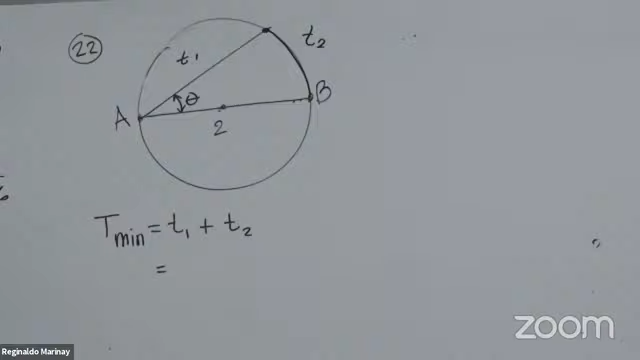 22
t₁
t₂
θ
A
B
2
T_min = t₁ + t₂
=
zoom
Reginaldo Marinay